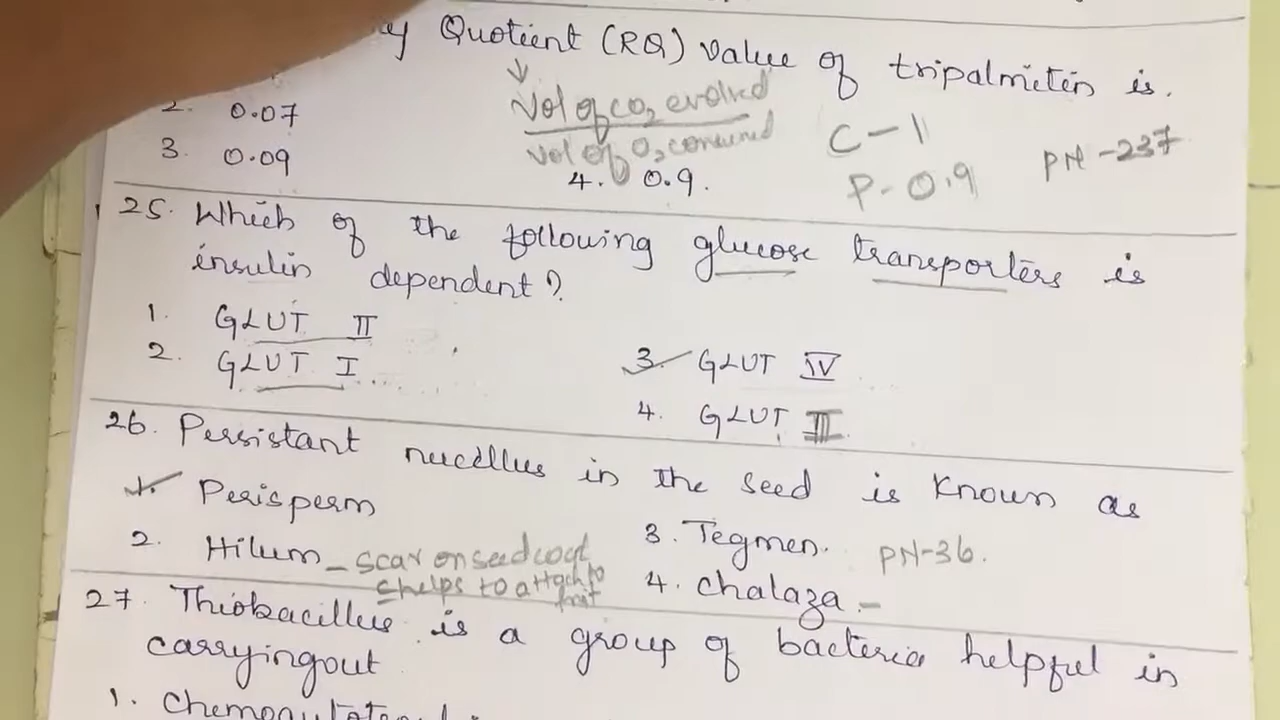 Quotient (RQ) value of tripalmitin is.
Vol of CO2 evolved
Vol of O2 consumed
C - 1
P - 0.9
PN - 237
2. 0.07
3. 0.09
4. 0.9.
25. Which of the following glucose transporters is
insulin dependent?
1. GLUT II
2. GLUT I
3. GLUT IV
4. GLUT III
26. Persistant nucellus in the seed is known as
1. Perisperm
2. Hilum - scar on seed coat
& helps to attach to
fruit
3. Tegmen. PN-36.
4. chalaza -
27. Thiobacillus is a group of bacteria helpful in
carryingout
1.